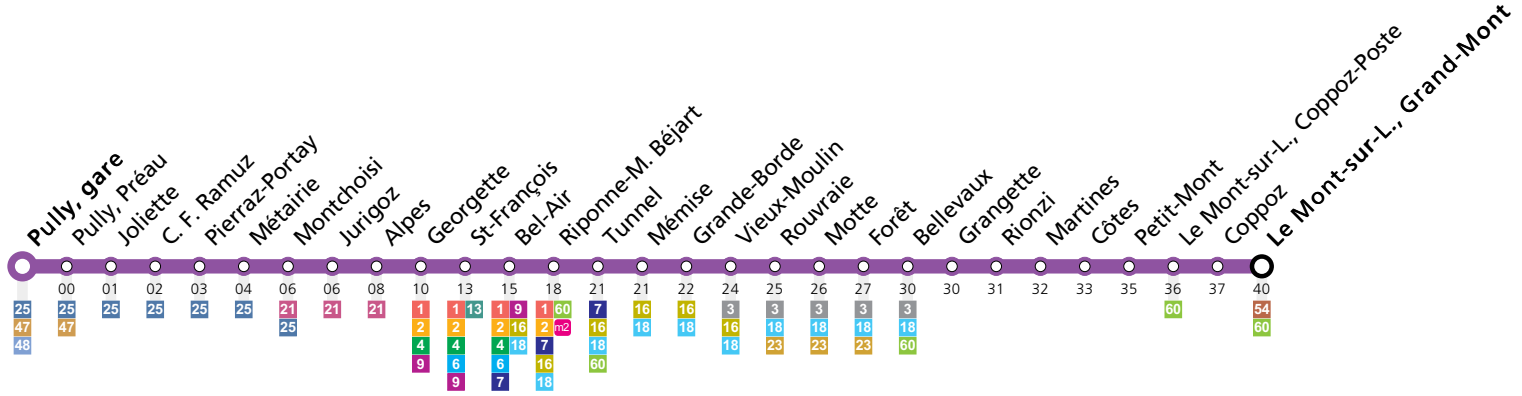 Pully, gare
Pully, Préau
Joliette
C. F. Ramuz
Pierraz-Portay
Métairie
Montchoisi
Jurigoz
Alpes
Georgette
St-François
Bel-Air
Riponne-M. Béjart
Tunnel
Mémise
Grande-Borde
Vieux-Moulin
Rouvraie
Motte
Forêt
Bellevaux
Grangette
Rionzi
Martines
Côtes
Petit-Mont
Le Mont-sur-L., Coppoz-Poste
Coppoz
Le Mont-sur-L., Grand-Mont
00 01 02 03 04 06 06 08 10 13 15 18 21 21 22 24 25 26 27 30 30 31 32 33 35 36 37 40
25 25 25 25 25 25 21 21 21 1 1 13 1 9 1 60 7 16 16 3 3 3 3 3 60 54
47 47 25 2 2 2 16 2 m2 16 18 18 16 18 18 18 18 60
48 4 4 4 18 7 18 18 23 23 23 60
9 6 6 16 60
9 7 18